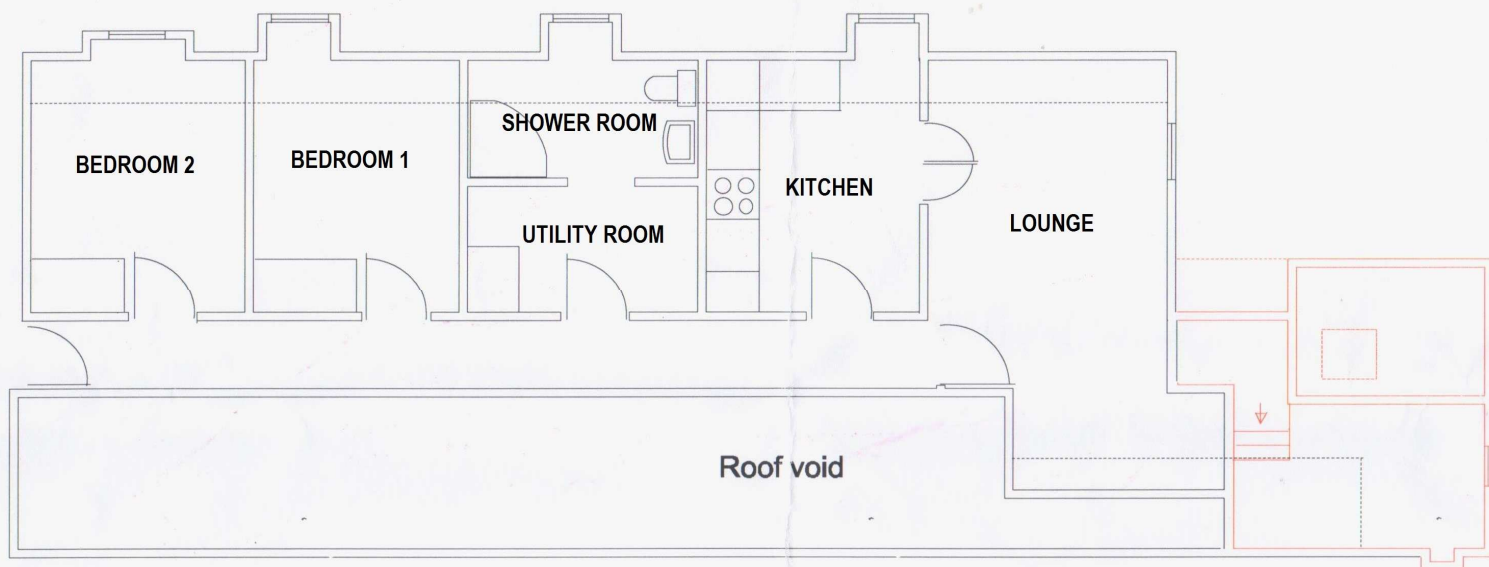 BEDROOM 2
BEDROOM 1
SHOWER ROOM
UTILITY ROOM
KITCHEN
LOUNGE
Roof void